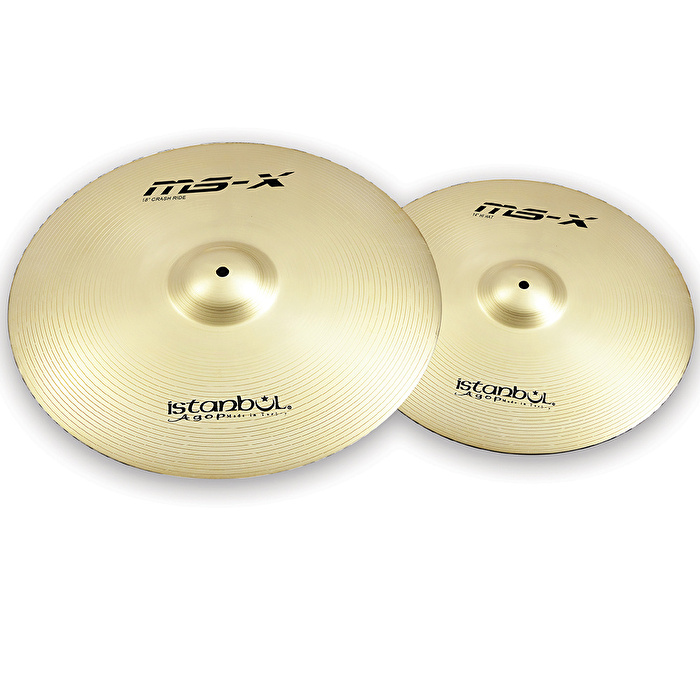 ms-x
18" CRASH RIDE
istanbul®
Agop Made in Turkey
ms-x
14" HI-HAT
istanbul®
Agop Made in Turkey